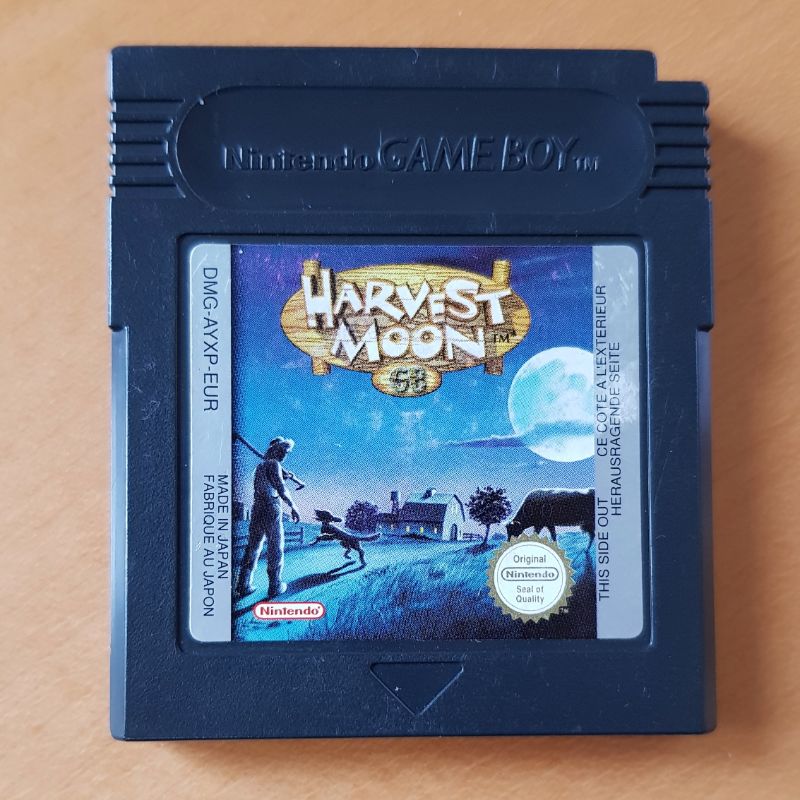 Nintendo GAME BOY TM
HARVEST
MOON TM
GB
DMG-AYXP-EUR
MADE IN JAPAN
FABRIQUE AU JAPON
THIS SIDE OUT CE COTE A L'EXTERIEUR
HERAUSRAGENDE SEITE
Original
Nintendo
Seal of
Quality
Nintendo®